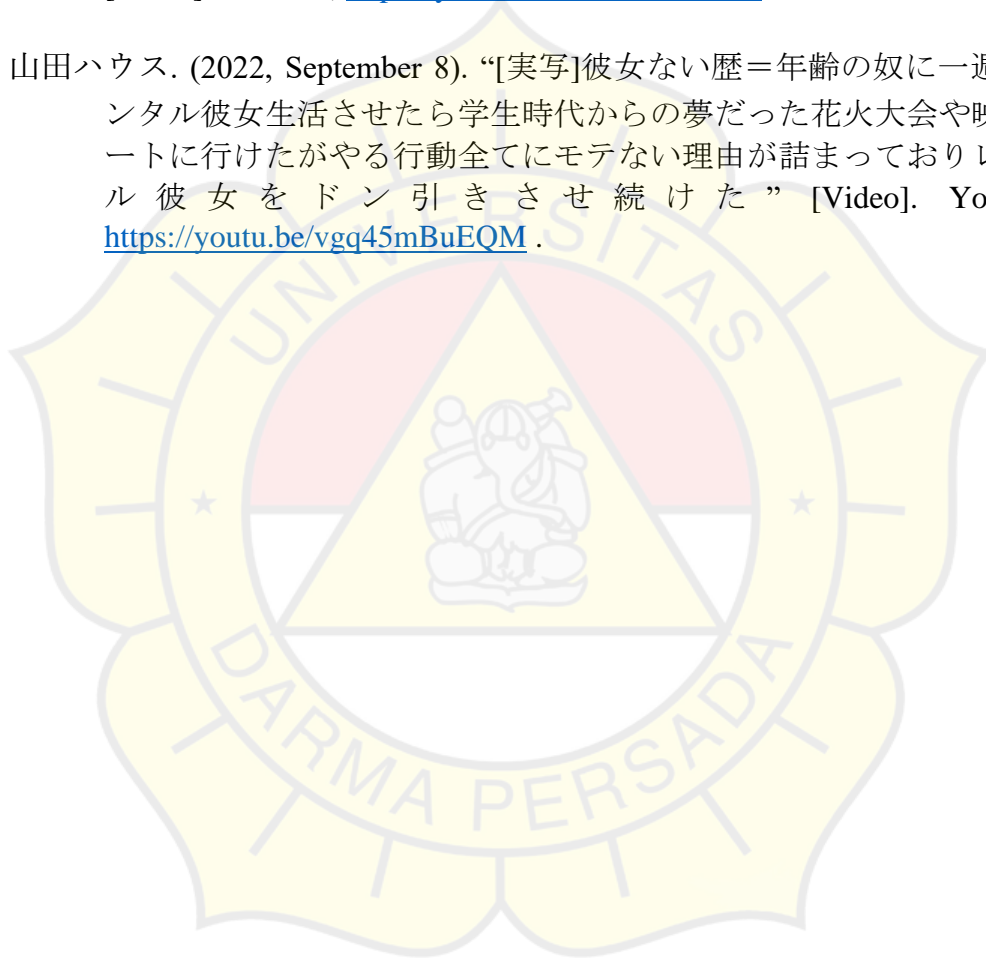 山田ハウス. (2022, September 8). “[実写]彼女ない歴＝年齢の奴に一週
ンタル彼女生活させたら学生時代からの夢だった花火大会や映
ートに行けたがやる行動全てにモテない理由が詰まっておりレ
ル彼女をドン引きさせ続けた” [Video]. Yo
https://youtu.be/vgq45mBuEQM .
UNIVERSITAS
DARMA PERSADA